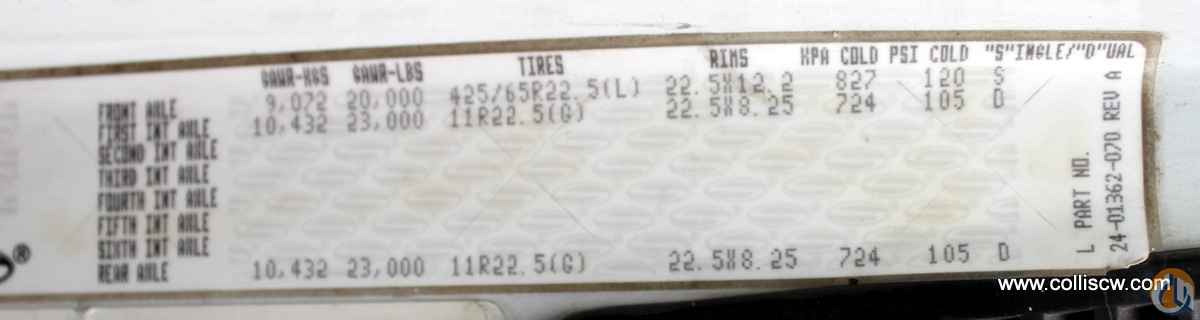 GAWR-KGS GAWR-LBS TIRES RIMS KPA COLD PSI COLD "S"INGLE/"D"UAL
FRONT AXLE 9,072 20,000 425/65R22.5(L) 22.5X12.2 827 120 S
FIRST INT AXLE 10,432 23,000 11R22.5(G) 22.5X8.25 724 105 D
SECOND INT AXLE
THIRD INT AXLE
FOURTH INT AXLE
FIFTH INT AXLE
SIXTH INT AXLE
REAR AXLE 10,432 23,000 11R22.5(G) 22.5X8.25 724 105 D
L PART NO.
24-01362-070 REV A
www.colliscw.com